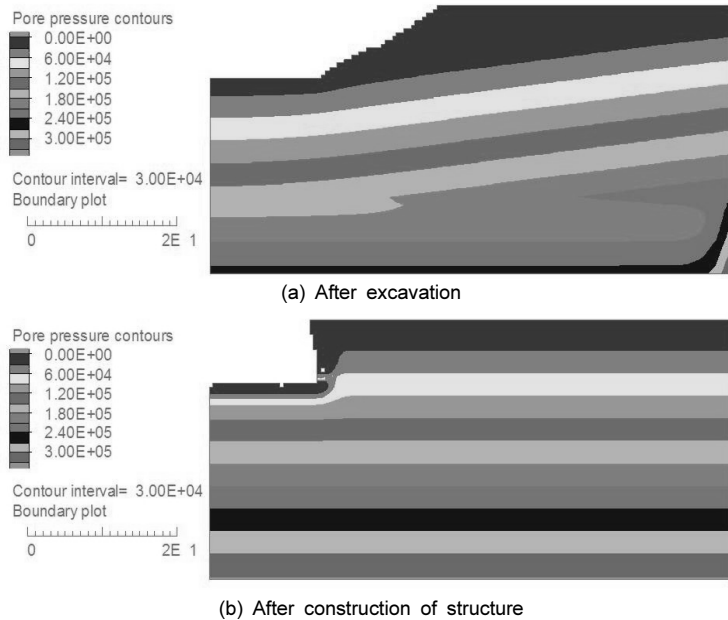 Pore pressure contours
0.00E+00
6.00E+04
1.20E+05
1.80E+05
2.40E+05
3.00E+05
Contour interval= 3.00E+04
Boundary plot
0 2E 1
(a) After excavation
Pore pressure contours
0.00E+00
6.00E+04
1.20E+05
1.80E+05
2.40E+05
3.00E+05
Contour interval= 3.00E+04
Boundary plot
0 2E 1
(b) After construction of structure